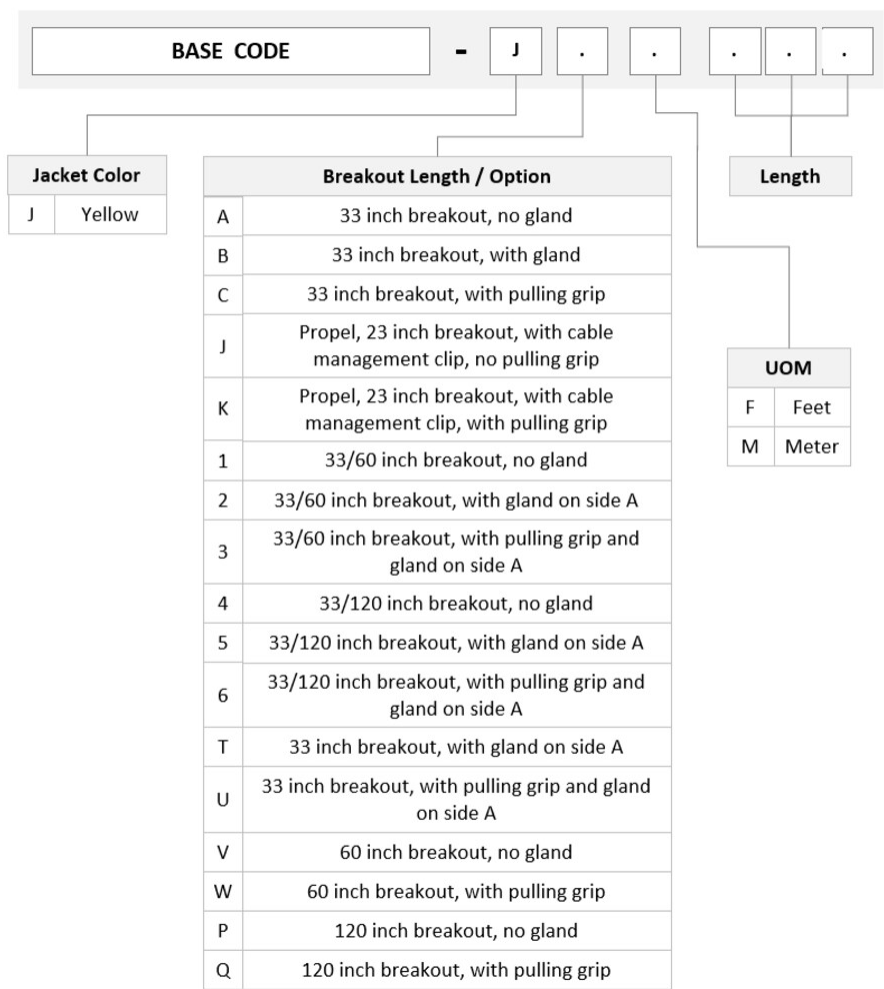 BASE CODE - J . . . . .
Jacket Color
J Yellow
Breakout Length / Option
A 33 inch breakout, no gland
B 33 inch breakout, with gland
C 33 inch breakout, with pulling grip
J Propel, 23 inch breakout, with cable
management clip, no pulling grip
K Propel, 23 inch breakout, with cable
management clip, with pulling grip
1 33/60 inch breakout, no gland
2 33/60 inch breakout, with gland on side A
3 33/60 inch breakout, with pulling grip and
gland on side A
4 33/120 inch breakout, no gland
5 33/120 inch breakout, with gland on side A
6 33/120 inch breakout, with pulling grip and
gland on side A
T 33 inch breakout, with gland on side A
U 33 inch breakout, with pulling grip and gland
on side A
V 60 inch breakout, no gland
W 60 inch breakout, with pulling grip
P 120 inch breakout, no gland
Q 120 inch breakout, with pulling grip
Length
UOM
F Feet
M Meter